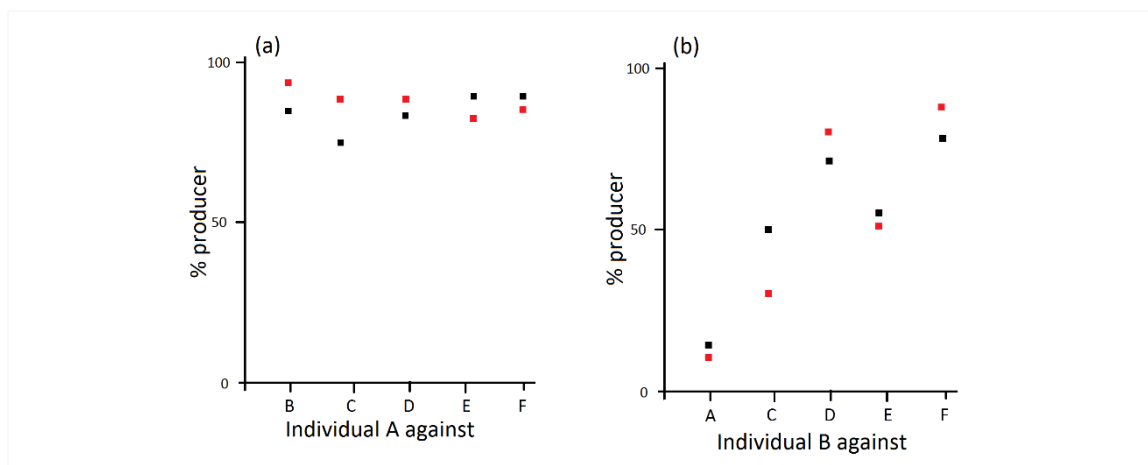 (a)
100
50
0
% producer
B C D E F
Individual A against
(b)
100
50
0
% producer
A C D E F
Individual B against